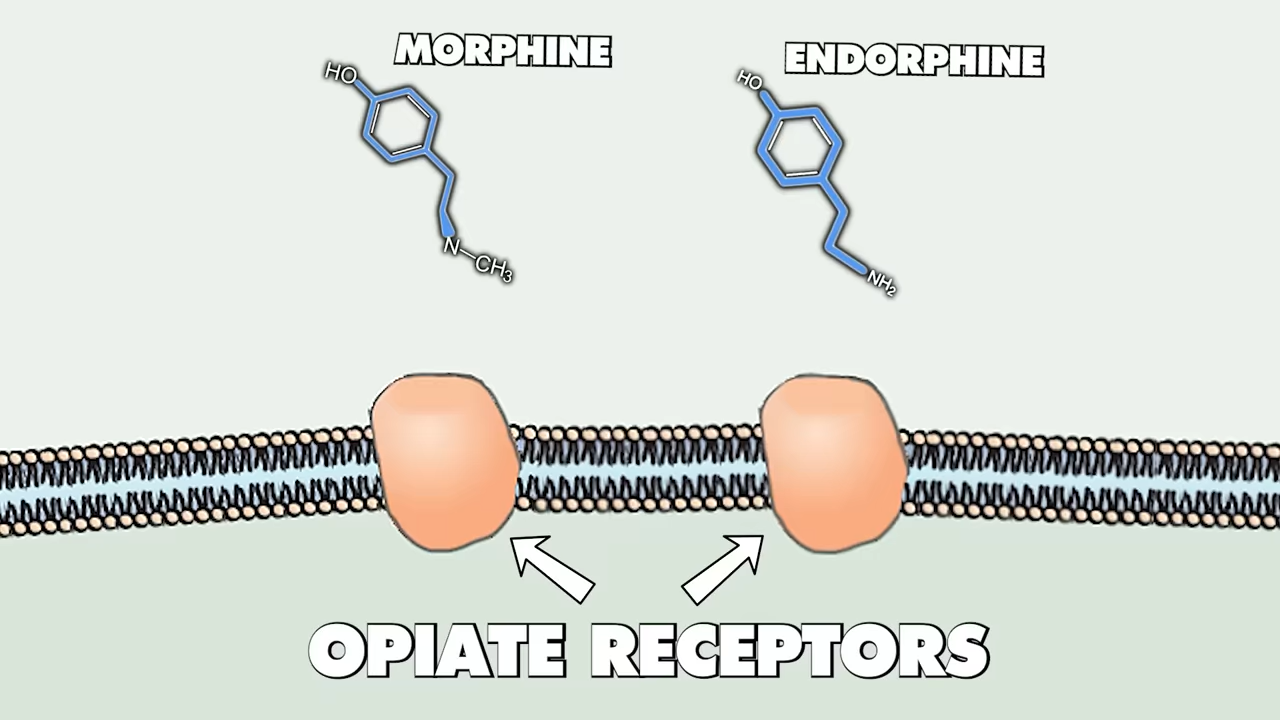 MORPHINE
ENDORPHINE
HO
HO
N-CH₃
NH₂
OPIATE RECEPTORS